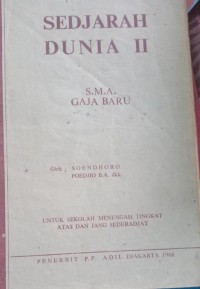 SEDJARAH
DUNIA II
S.M.A.
GAJA BARU
Oleh : SOENDHORO
POEDJIO B.A. dkk
UNTUK SEKOLAH MENENGAH TINGKAT
ATAS DAN JANG SEDERADJAT
PENERBIT P.P. ADIL DJAKARTA 1968